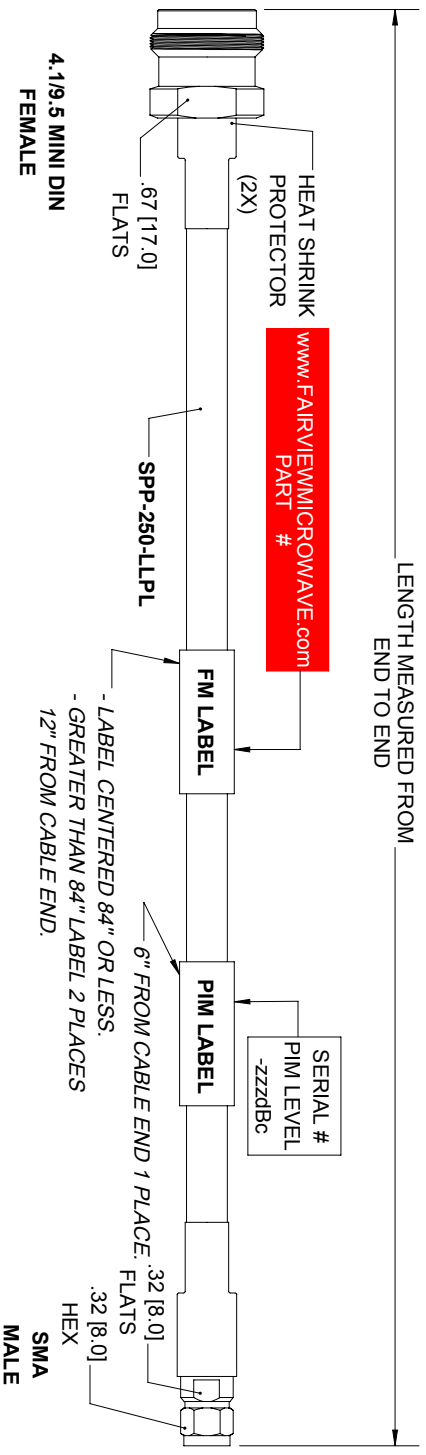 LENGTH MEASURED FROM
END TO END
HEAT SHRINK
PROTECTOR
(2X)
www.FAIRVIEWMICROWAVE.com
PART #
SERIAL #
PIM LEVEL
-zzzdBc
FM LABEL
PIM LABEL
.67 [17.0]
FLATS
SPP-250-LLPL
- LABEL CENTERED 84" OR LESS.
- GREATER THAN 84" LABEL 2 PLACES
12" FROM CABLE END.
6" FROM CABLE END 1 PLACE.
.32 [8.0]
FLATS
.32 [8.0]
HEX
4.1/9.5 MINI DIN
FEMALE
SMA
MALE